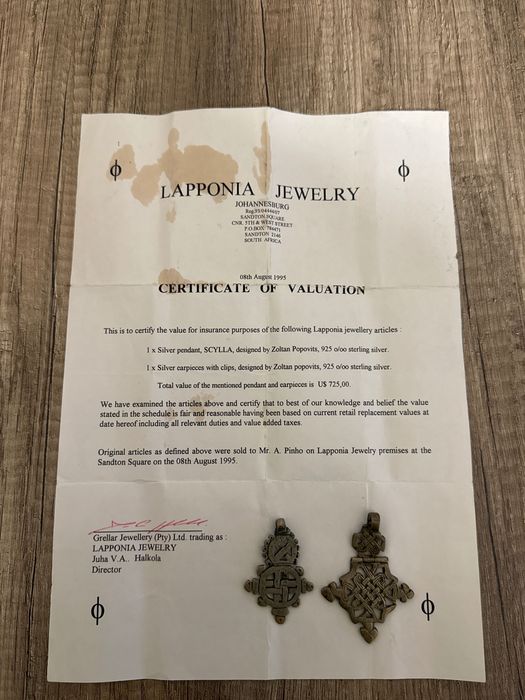 ϕ
ϕ
LAPPONIA JEWELRY
JOHANNESBURG
SANDTON SQUARE
CNR. 5TH & WEST STREET
SANDTON 2146
SOUTH AFRICA
08th August 1995
CERTIFICATE OF VALUATION
This is to certify the value for insurance purposes of the following Lapponia jewellery articles :
1 x Silver pendant, SCYLLA, designed by Zoltan Popovits, 925 o/oo sterling silver.
1 x Silver earpieces with clips, designed by Zoltan Popovits, 925 o/oo sterling silver.
Total value of the mentioned pendant and earpieces is U$ 725,00.
We have examined the articles above and certify that to best of our knowledge and belief the value
stated in the schedule is fair and reasonable having been based on current retail replacement values at
date hereof including all relevant duties and value added taxes.
Original articles as defined above were sold to Mr. A. Pinho on Lapponia Jewelry premises at the
Sandton Square on the 08th August 1995.
Grellar Jewellery (Pty) Ltd. trading as :
LAPPONIA JEWELRY
Juha V.A.. Halkola
Director
ϕ
ϕ